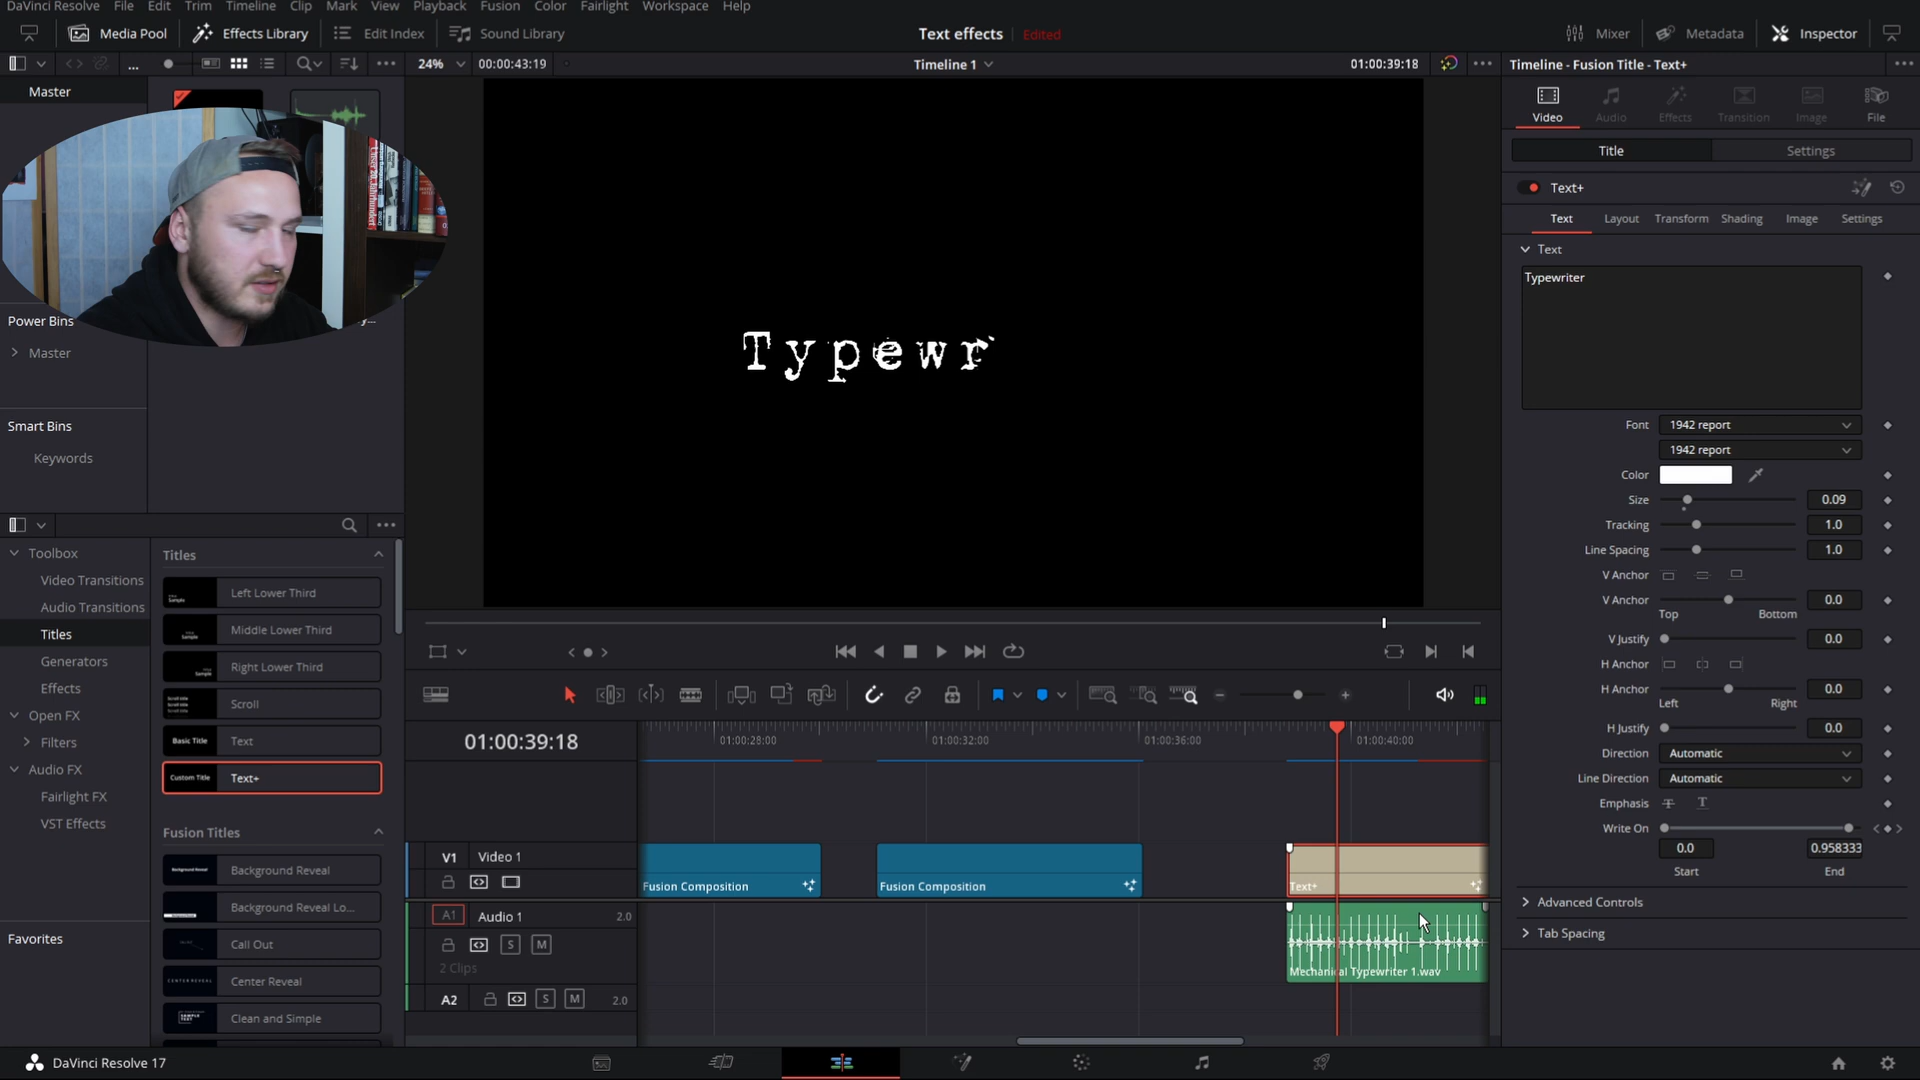 DaVinci Resolve File Edit Trim Timeline Clip Mark View Playback Fusion Color Fairlight Workspace Help
Media Pool Effects Library Edit Index Sound Library Text effects Edited Mixer Metadata Inspector
... 24% 00:00:43:19 Timeline 1 01:00:39:18 Timeline - Fusion Title - Text+
Master
Video Audio Effects Transition Image File
Title Settings
Text+
Text Layout Transform Shading Image Settings
Text
Typewriter
Power Bins
Master
Smart Bins
Keywords
Typewr
Font 1942 report
1942 report
Color
Size 0.09
Tracking 1.0
Line Spacing 1.0
V Anchor
V Anchor 0.0
Top Bottom
V Justify 0.0
H Anchor
H Anchor 0.0
Left Right
H Justify 0.0
Direction Automatic
Line Direction Automatic
Emphasis
Write On
0.0 0.958333
Start End
Advanced Controls
Tab Spacing
Toolbox
Video Transitions
Audio Transitions
Titles
Generators
Effects
Open FX
Filters
Audio FX
Fairlight FX
VST Effects
Favorites
Titles
Left Lower Third
Middle Lower Third
Right Lower Third
Scroll
Basic Title Text
Custom Title Text+
Fusion Titles
Background Reveal
Background Reveal Lo...
Call Out
Center Reveal
Clean and Simple
01:00:39:18
01:00:28:00 01:00:32:00 01:00:36:00 01:00:40:00
V1 Video 1
Fusion Composition Fusion Composition Text+
A1 Audio 1 2.0
S M
2 Clips
Mechanical Typewriter 1.wav
A2 S M 2.0
DaVinci Resolve 17